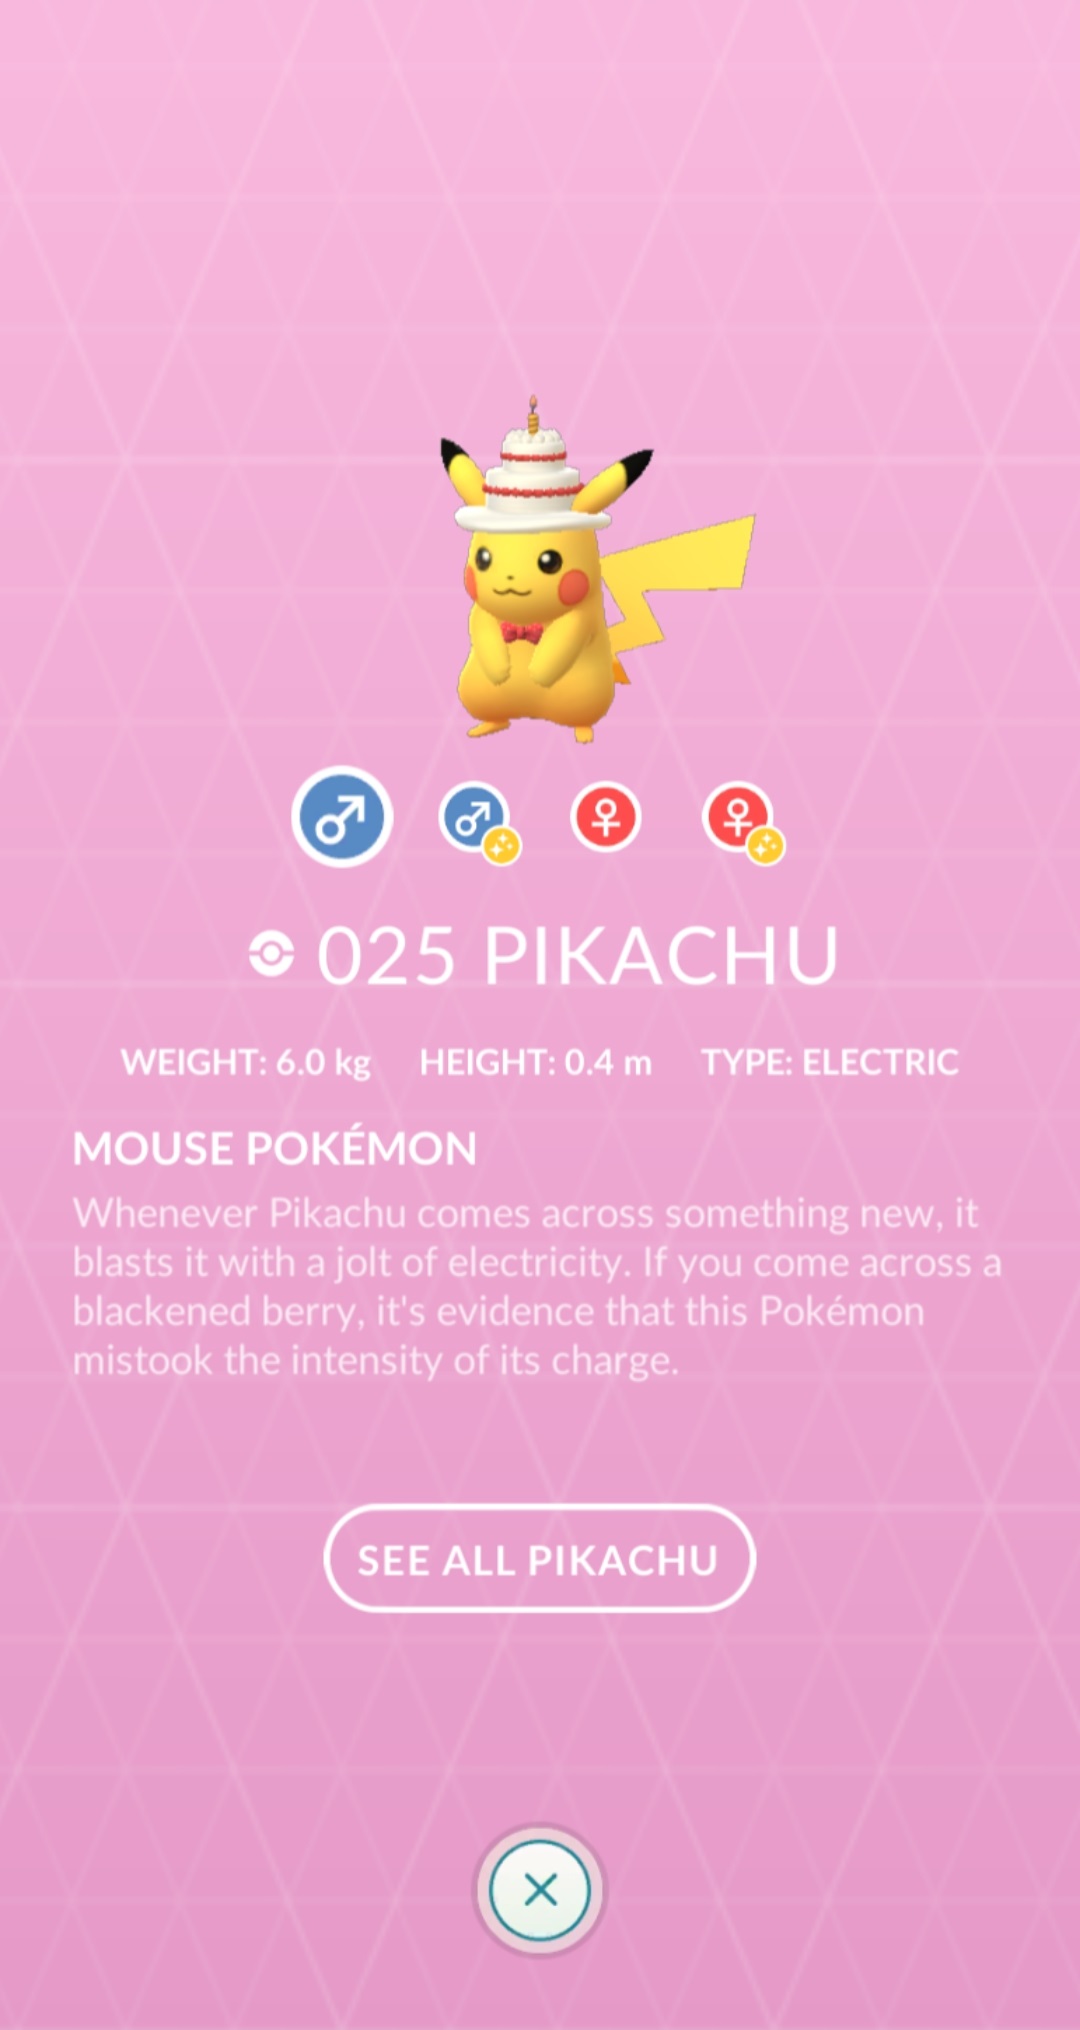 025 PIKACHU
WEIGHT: 6.0 kg HEIGHT: 0.4 m TYPE: ELECTRIC
MOUSE POKÉMON
Whenever Pikachu comes across something new, it
blasts it with a jolt of electricity. If you come across a
blackened berry, it's evidence that this Pokémon
mistook the intensity of its charge.
SEE ALL PIKACHU